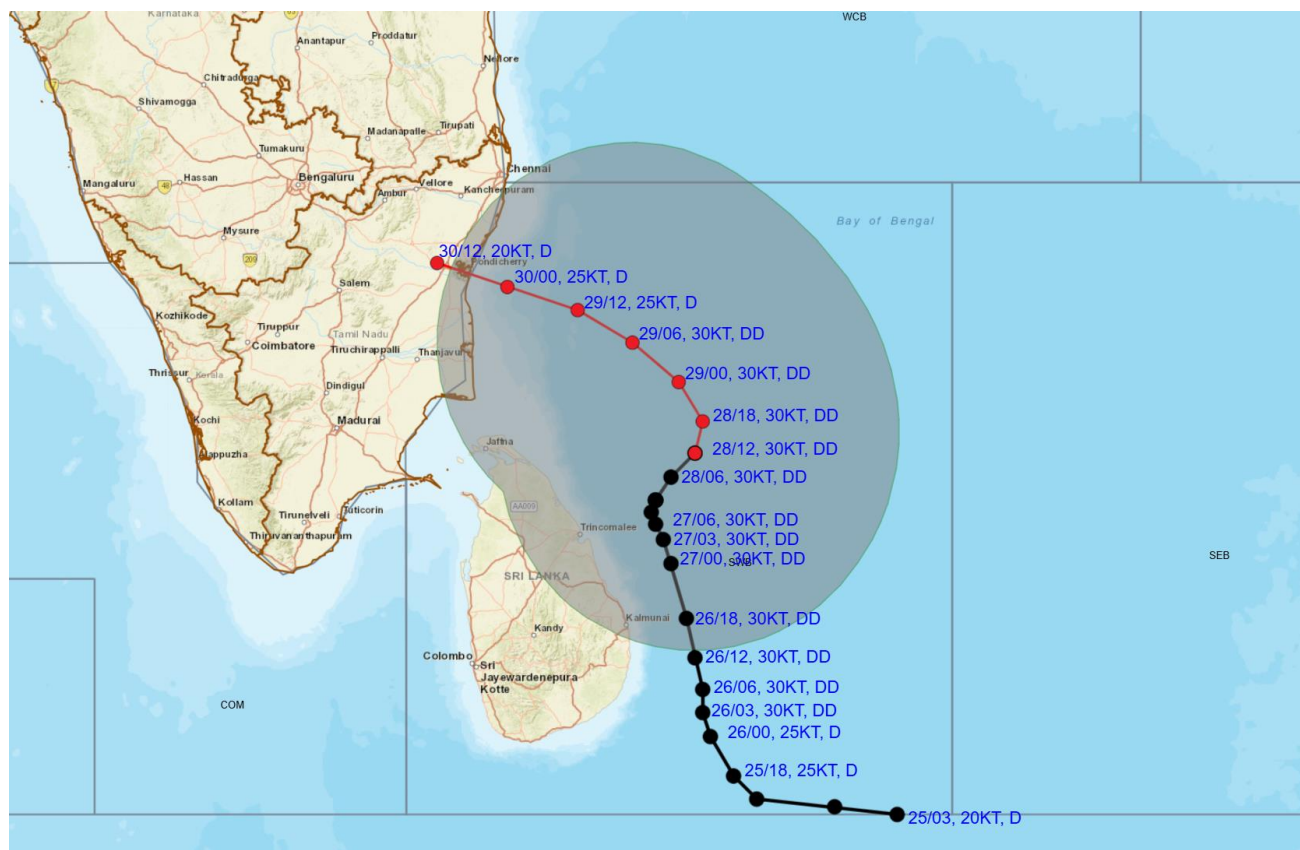 Karnataka
WCB
Anantapur
Proddatur
Nellore
Chitradurga
Shivamogga
Madanapalle
Tirupati
Tumakuru
Chennai
Mangaluru
48
Hassan
Bengaluru
Vellore
Ambur
Kancheepuram
Bay of Bengal
Mysure
209
30/12, 20KT, D
Pondicherry
Salem
30/00, 25KT, D
29/12, 25KT, D
Kozhikode
Tiruppur
Tamil Nadu
Coimbatore
Tiruchirappalli
Thanjavur
29/06, 30KT, DD
Thrissur
Kerala
Dindigul
29/00, 30KT, DD
Kochi
Madurai
28/18, 30KT, DD
Alappuzha
Jaffna
28/12, 30KT, DD
28/06, 30KT, DD
Kollam
AA009
Tirunelveli
Tuticorin
Trincomalee
27/06, 30KT, DD
Thiruvananthapuram
27/03, 30KT, DD
27/00, 30KT, DD
SWB
SEB
SRI LANKA
Kalmunai
26/18, 30KT, DD
Kandy
Colombo
26/12, 30KT, DD
Sri
Jayewardenepura
Kotte
26/06, 30KT, DD
COM
26/03, 30KT, DD
26/00, 25KT, D
25/18, 25KT, D
25/03, 20KT, D